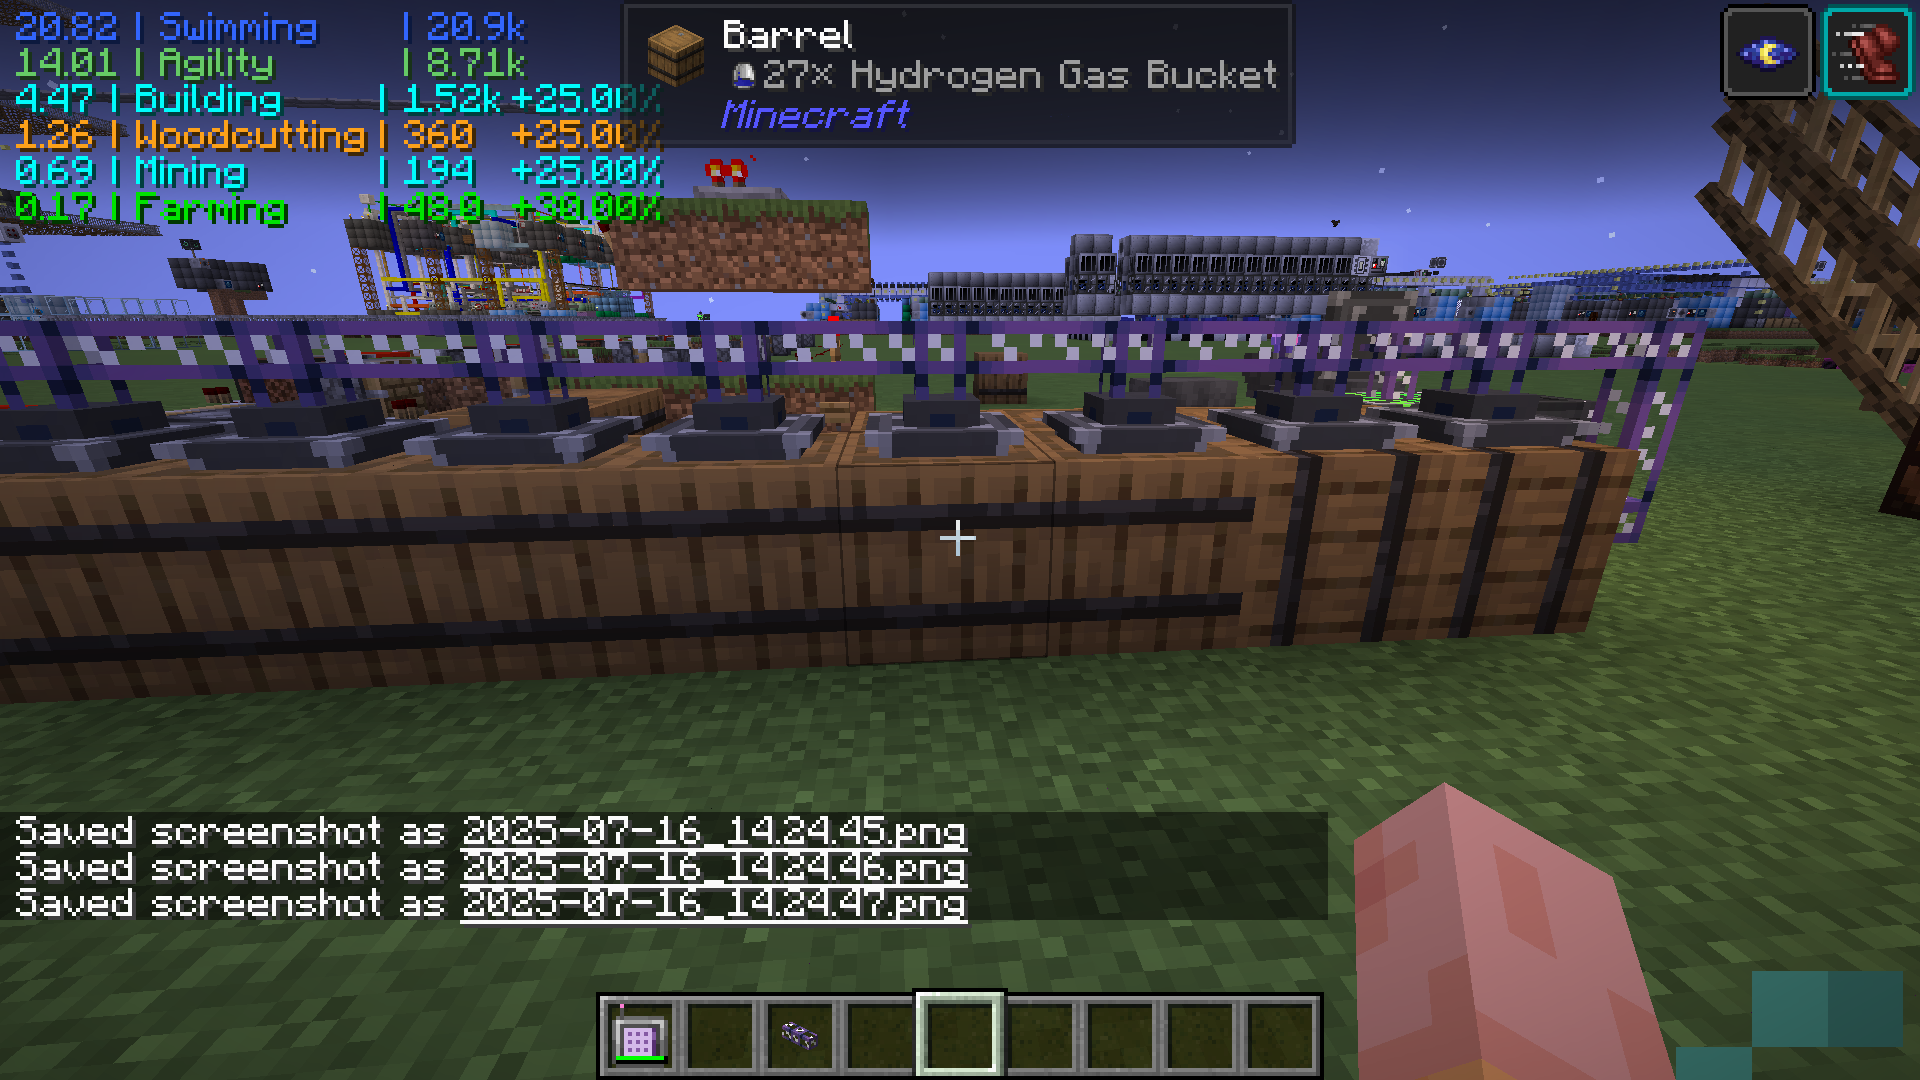 20.82 | Swimming | 20.9k
14.01 | Agility | 8.71k
4.47 | Building | 1.52k +25.00%
1.26 | Woodcutting | 360 +25.00%
0.69 | Mining | 194 +25.00%
0.17 | Farming | 48.0 +30.00%
Barrel
27x Hydrogen Gas Bucket
Minecraft
Saved screenshot as 2025-07-16_14.24.45.png
Saved screenshot as 2025-07-16_14.24.46.png
Saved screenshot as 2025-07-16_14.24.47.png